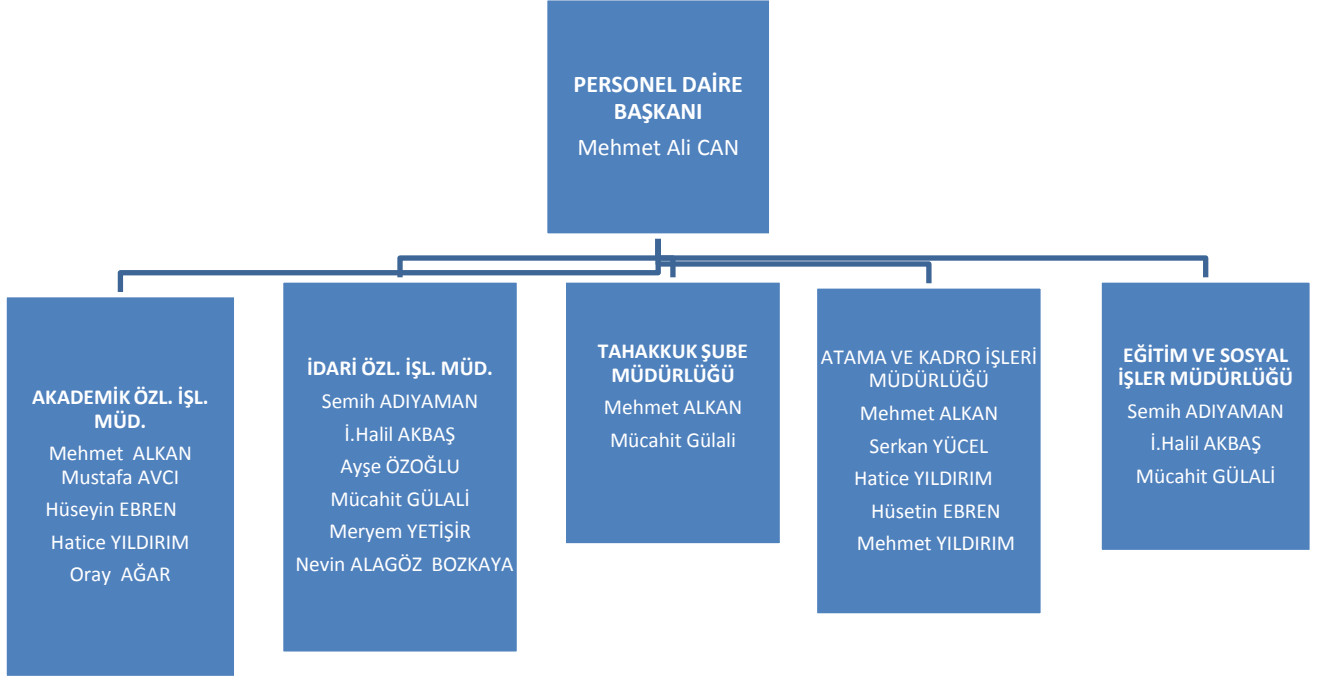 PERSONEL DAİRE
BAŞKANI
Mehmet Ali CAN
AKADEMİK ÖZL. İŞL.
MÜD.
Mehmet ALKAN
Mustafa AVCI
Hüseyin EBREN
Hatice YILDIRIM
Oray AĞAR
İDARİ ÖZL. İŞL. MÜD.
Semih ADIYAMAN
İ.Halil AKBAŞ
Ayşe ÖZOĞLU
Mücahit GÜLALİ
Meryem YETİŞİR
Nevin ALAGÖZ BOZKAYA
TAHAKKUK ŞUBE
MÜDÜRLÜĞÜ
Mehmet ALKAN
Mücahit Gülali
ATAMA VE KADRO İŞLERİ
MÜDÜRLÜĞÜ
Mehmet ALKAN
Serkan YÜCEL
Hatice YILDIRIM
Hüsetin EBREN
Mehmet YILDIRIM
EĞİTİM VE SOSYAL
İŞLER MÜDÜRLÜĞÜ
Semih ADIYAMAN
İ.Halil AKBAŞ
Mücahit GÜLALİ